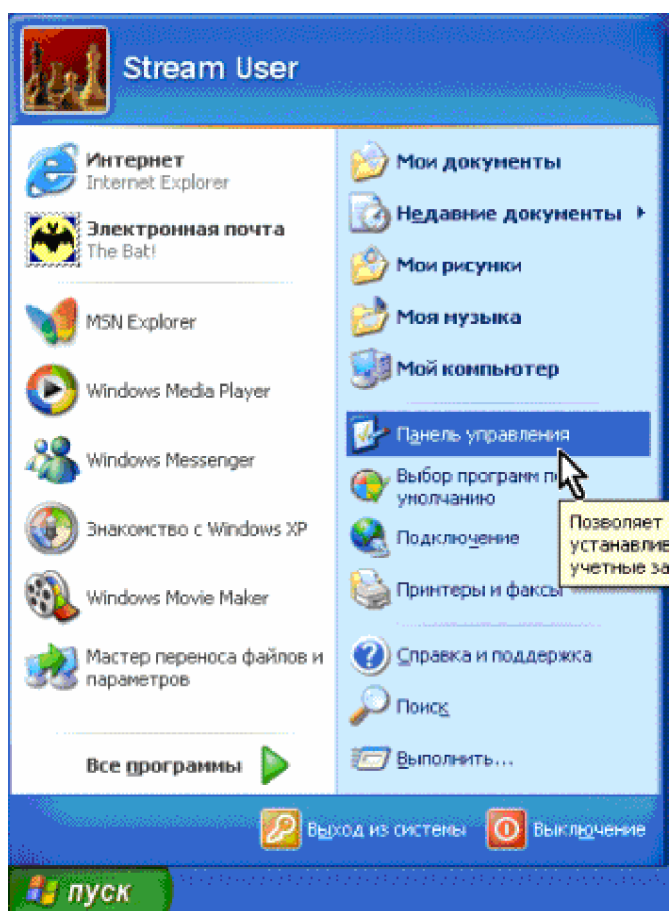 Stream User
Интернет
Internet Explorer
Электронная почта
The Bat!
MSN Explorer
Windows Media Player
Windows Messenger
Знакомство с Windows XP
Windows Movie Maker
Мастер переноса файлов и
параметров
Все программы
Мои документы
Недавние документы
Мои рисунки
Моя музыка
Мой компьютер
Панель управления
Выбор программ по
умолчанию
Подключение
Принтеры и факсы
Справка и поддержка
Поиск
Выполнить...
Позволяет
учетные
Выход из системы
Выключение
пуск